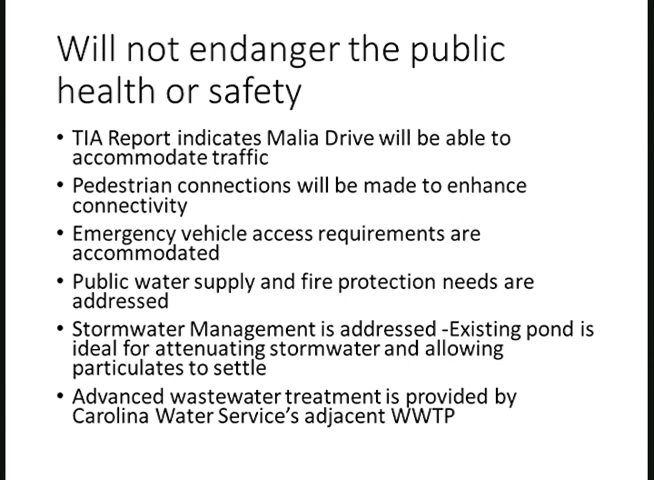 Will not endanger the public
health or safety
• TIA Report indicates Malia Drive will be able to
accommodate traffic
• Pedestrian connections will be made to enhance
connectivity
• Emergency vehicle access requirements are
accommodated
• Public water supply and fire protection needs are
addressed
• Stormwater Management is addressed -Existing pond is
ideal for attenuating stormwater and allowing
particulates to settle
• Advanced wastewater treatment is provided by
Carolina Water Service's adjacent WWTP